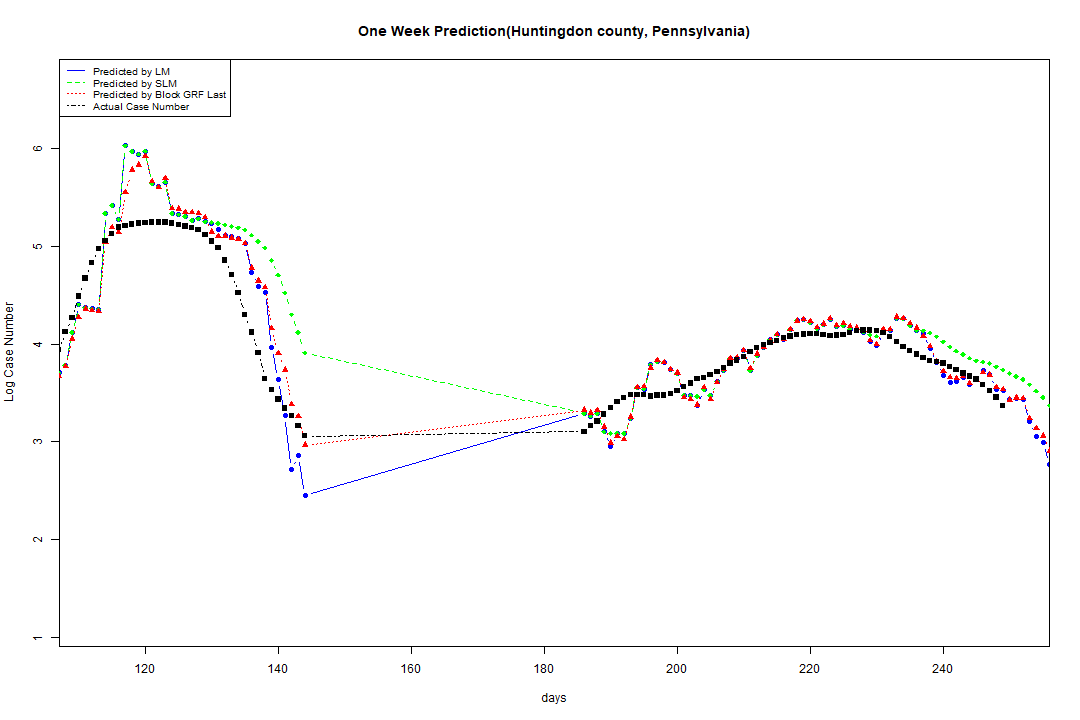 One Week Prediction(Huntingdon county, Pennsylvania)
Predicted by LM
Predicted by SLM
Predicted by Block GRF Last
Actual Case Number
Log Case Number
6
5
4
3
2
1
120 140 160 180 200 220 240
days